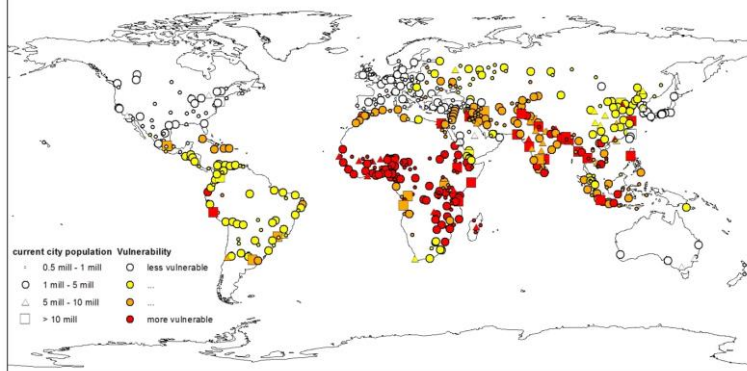 current city population Vulnerability
0.5 mill - 1 mill less vulnerable
1 mill - 5 mill ...
5 mill - 10 mill ...
> 10 mill more vulnerable